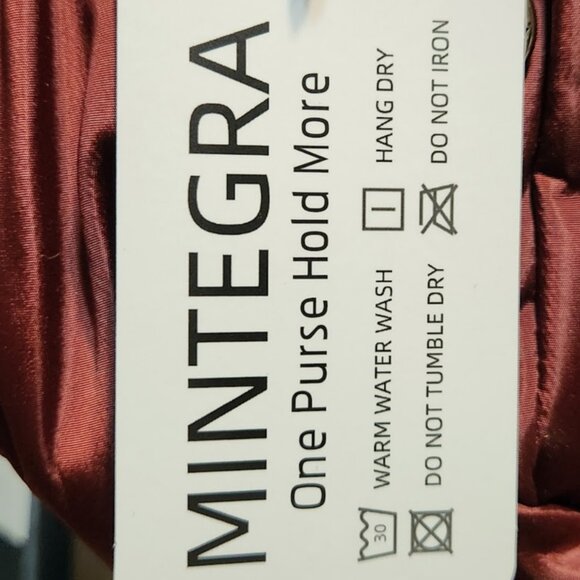 MINTEGRA
One Purse Hold More
30 WARM WATER WASH HANG DRY
DO NOT TUMBLE DRY DO NOT IRON